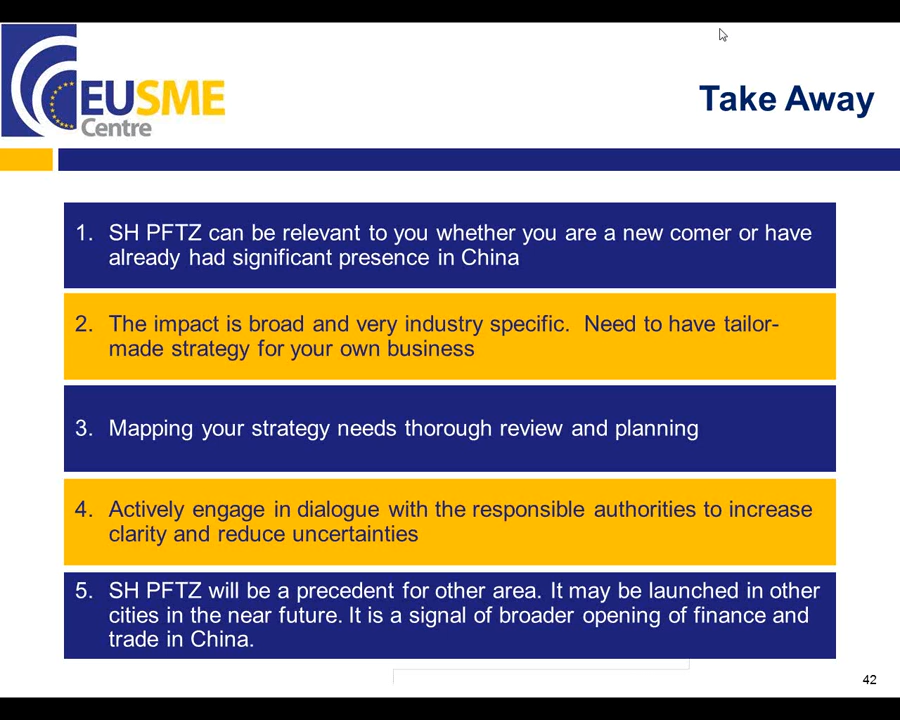 EUSME
Centre
Take Away
1. SH PFTZ can be relevant to you whether you are a new comer or have
already had significant presence in China
2. The impact is broad and very industry specific.  Need to have tailor-
made strategy for your own business
3. Mapping your strategy needs thorough review and planning
4. Actively engage in dialogue with the responsible authorities to increase
clarity and reduce uncertainties
5. SH PFTZ will be a precedent for other area. It may be launched in other
cities in the near future. It is a signal of broader opening of finance and
trade in China.
42